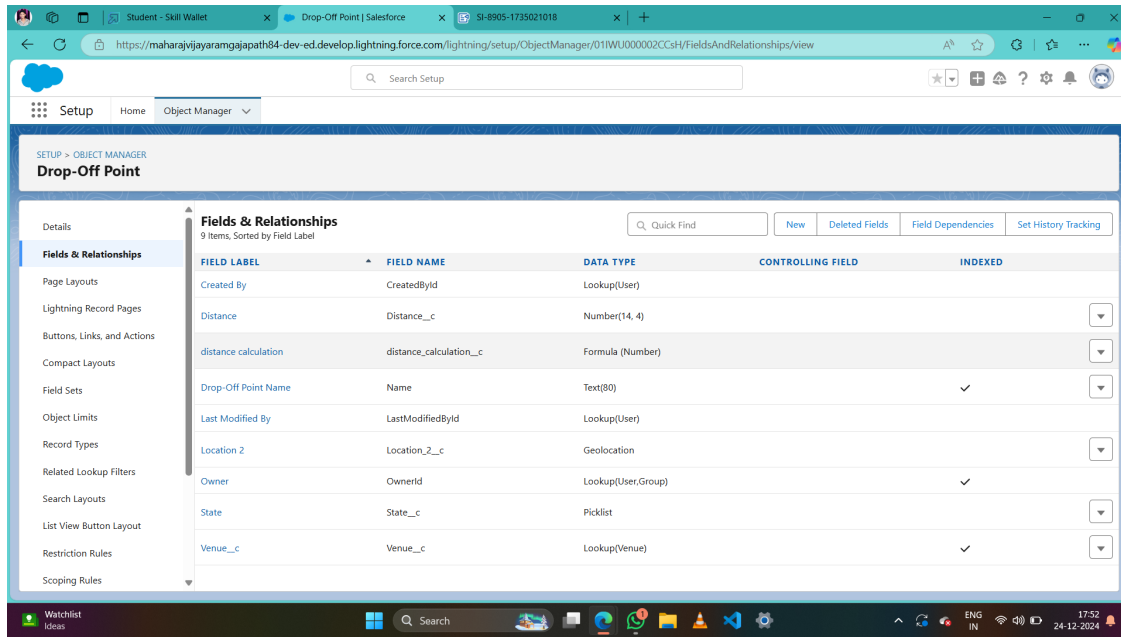 Student - Skill Wallet
Drop-Off Point | Salesforce
SI-8905-1735021018
https://maharajvijayaramgajapath84-dev-ed.develop.lightning.force.com/lightning/setup/ObjectManager/01IWU000002CCsH/FieldsAndRelationships/view
Search Setup
Setup Home Object Manager
SETUP > OBJECT MANAGER
Drop-Off Point
Details
Fields & Relationships
Page Layouts
Lightning Record Pages
Buttons, Links, and Actions
Compact Layouts
Field Sets
Object Limits
Record Types
Related Lookup Filters
Search Layouts
List View Button Layout
Restriction Rules
Scoping Rules
Fields & Relationships
9 Items, Sorted by Field Label
Quick Find New Deleted Fields Field Dependencies Set History Tracking
FIELD LABEL FIELD NAME DATA TYPE CONTROLLING FIELD INDEXED
Created By CreatedById Lookup(User)
Distance Distance__c Number(14, 4)
distance calculation distance_calculation__c Formula (Number)
Drop-Off Point Name Name Text(80)
Last Modified By LastModifiedById Lookup(User)
Location 2 Location_2__c Geolocation
Owner OwnerId Lookup(User,Group)
State State__c Picklist
Venue__c Venue__c Lookup(Venue)
Watchlist
Ideas
Search
1
ENG
IN
17:52
24-12-2024